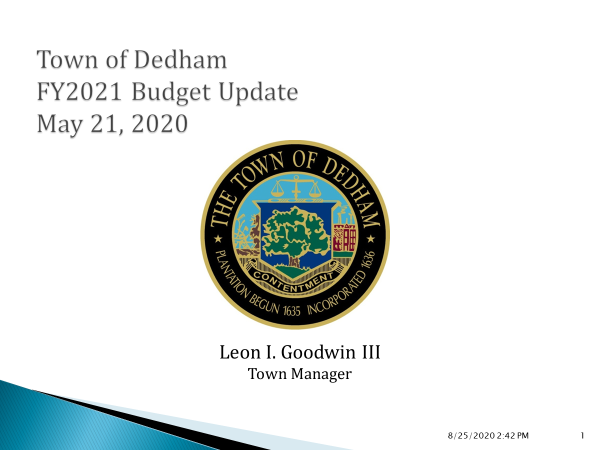 Town of Dedham
FY2021 Budget Update
May 21, 2020
THE TOWN OF DEDHAM
CONTENTMENT
PLANTATION BEGUN 1635 INCORPORATED 1636
Leon I. Goodwin III
Town Manager
8/25/2020 2:42 PM 1